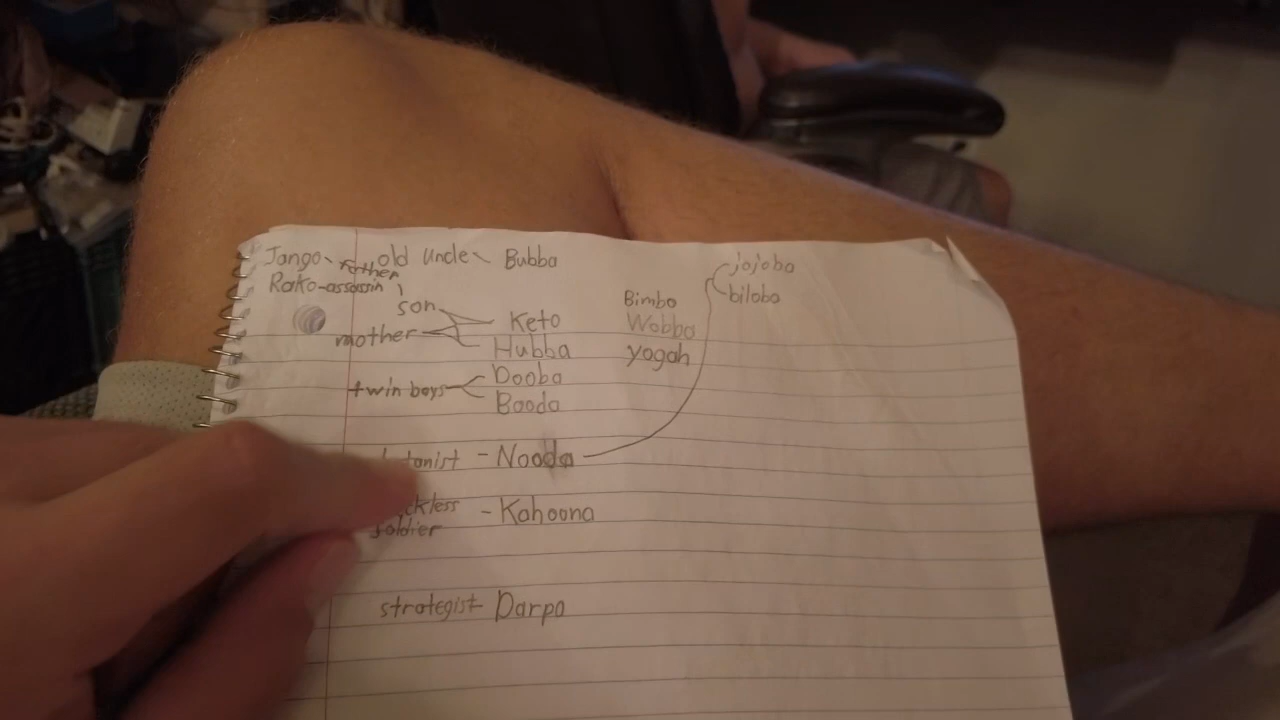 Jango father old uncle Bubba jojoba
Rako-assassin biloba
son Bimbo
Keto Wobbo
mother Hubba yogah
twin boys Dooba
Booda
- Nooda
- Kahoona
soldier
strategist - Darpa